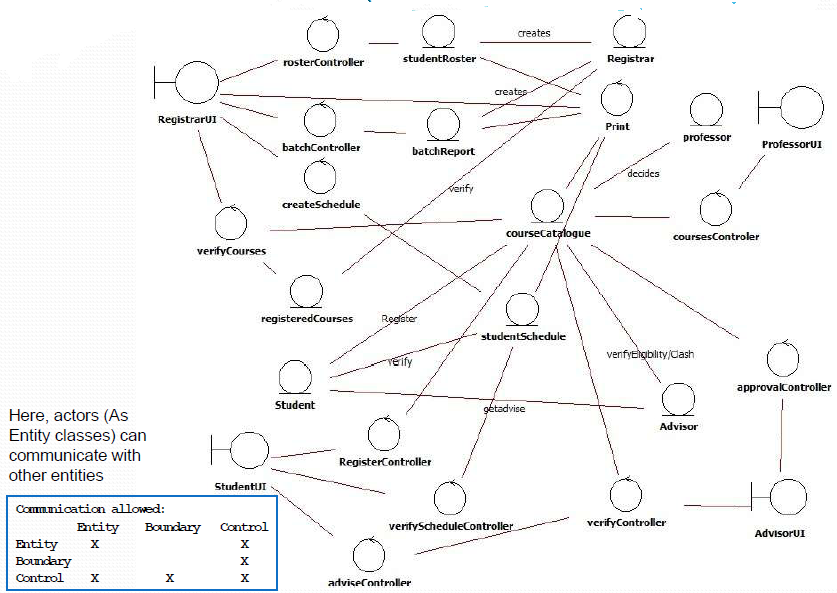 creates
rosterController
studentRoster
Registrar
creates
RegistrarUI
Print
professor
ProfessorUI
batchController
batchReport
decides
verify
createSchedule
courseCatalogue
coursesControler
verifyCourses
registeredCourses
Register
studentSchedule
verifyEligibility/Clash
verify
approvalController
Student
getadvise
Advisor
Here, actors (As
Entity classes) can
communicate with
other entities
RegisterController
StudentUI
verifyScheduleController
verifyController
AdvisorUI
adviseController
Communication allowed:
Entity Boundary Control
Entity X X
Boundary X
Control X X X